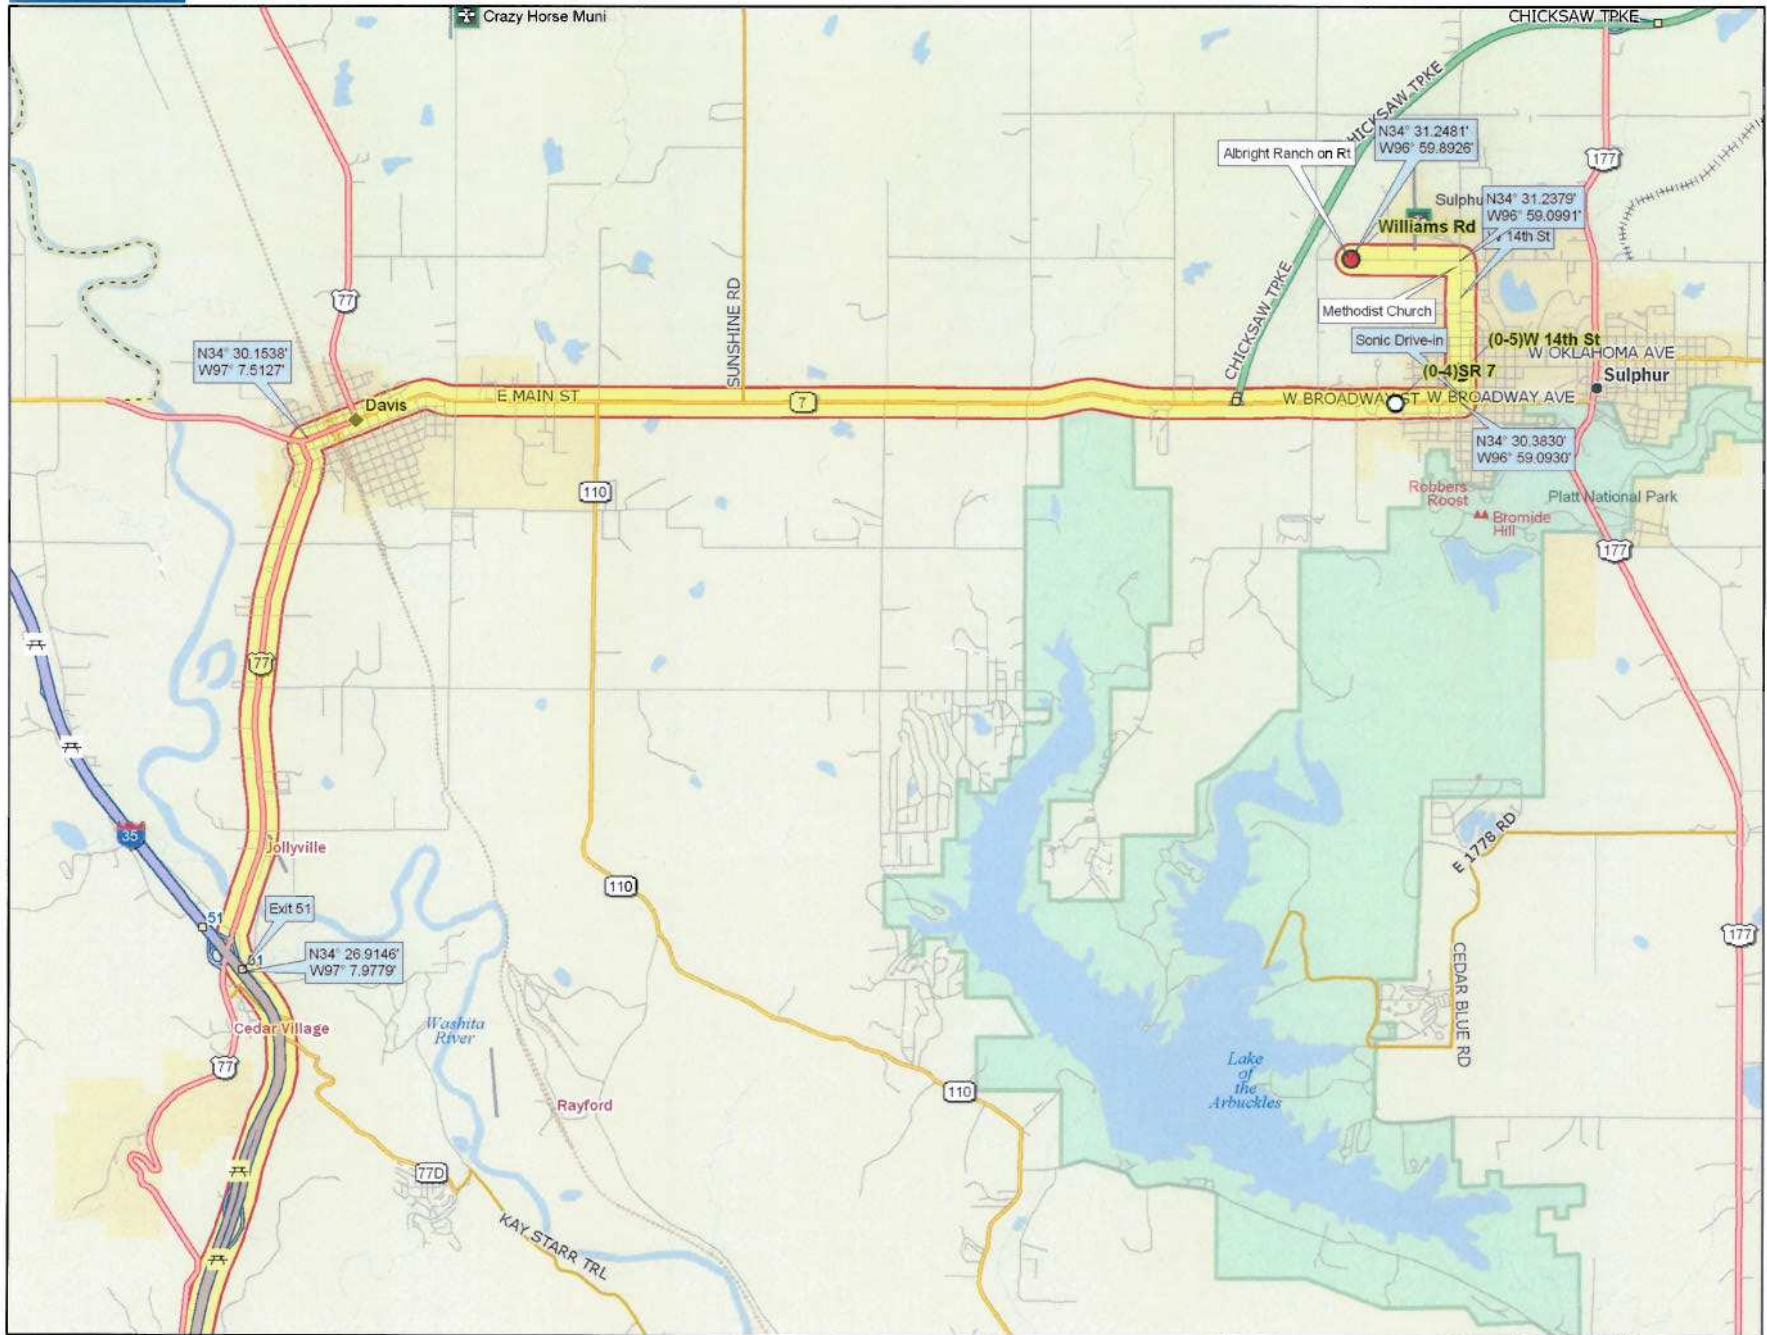 Crazy Horse Muni
CHICKSAW TPKE
CHICKSAW TPKE
177
N34° 31.2481'
W96° 59.8926'
Albright Ranch on Rt
Sulphu
N34° 31.2379'
W96° 59.0991'
Williams Rd
W 14th St
CHICKSAW TPKE
77
SUNSHINE RD
Methodist Church
Sonic Drive-in
(0-5)W 14th St
W OKLAHOMA AVE
(0-4)SR 7
Sulphur
N34° 30.1538'
W97° 7.5127'
Davis
E MAIN ST
7
W BROADWAY ST
W BROADWAY AVE
N34° 30.3830'
W96° 59.0930'
110
Robbers
Roost
Platt National Park
Bromide
Hill
177
77
35
Jollyville
E 1778 RD
110
51
Exit 51
51
N34° 26.9146'
W97° 7.9779'
177
CEDAR BLUE RD
Cedar Village
Washita
River
77
Lake
of
the
Arbuckles
110
Rayford
77D
KAY STARR TRL